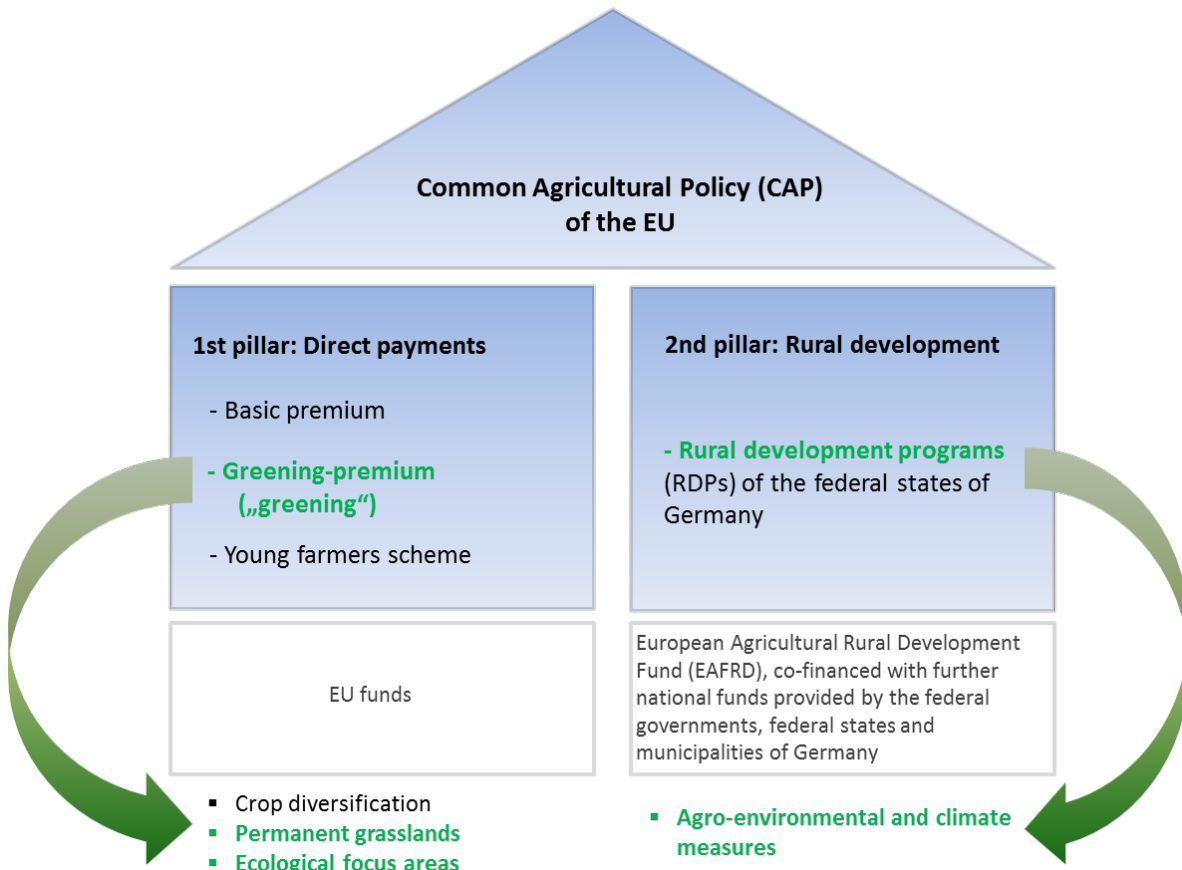 Common Agricultural Policy (CAP)
of the EU
1st pillar: Direct payments
- Basic premium
- Greening-premium
(„greening“)
- Young farmers scheme
2nd pillar: Rural development
- Rural development programs
(RDPs) of the federal states of
Germany
EU funds
European Agricultural Rural Development
Fund (EAFRD), co-financed with further
national funds provided by the federal
governments, federal states and
municipalities of Germany
▪ Crop diversification
▪ Permanent grasslands
▪ Ecological focus areas
▪ Agro-environmental and climate
measures